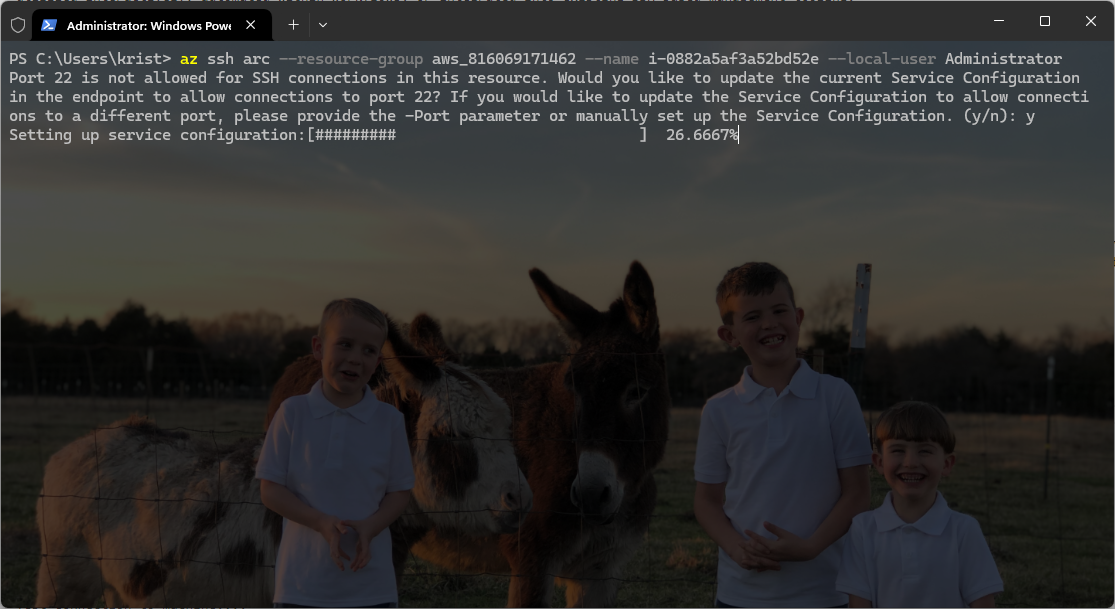 Administrator: Windows Powe
PS C:\Users\krist> az ssh arc --resource-group aws_816069171462 --name i-0882a5af3a52bd52e --local-user Administrator
Port 22 is not allowed for SSH connections in this resource. Would you like to update the current Service Configuration
in the endpoint to allow connections to port 22? If you would like to update the Service Configuration to allow connecti
ons to a different port, please provide the -Port parameter or manually set up the Service Configuration. (y/n): y
Setting up service configuration:[#########                           ]  26.6667%